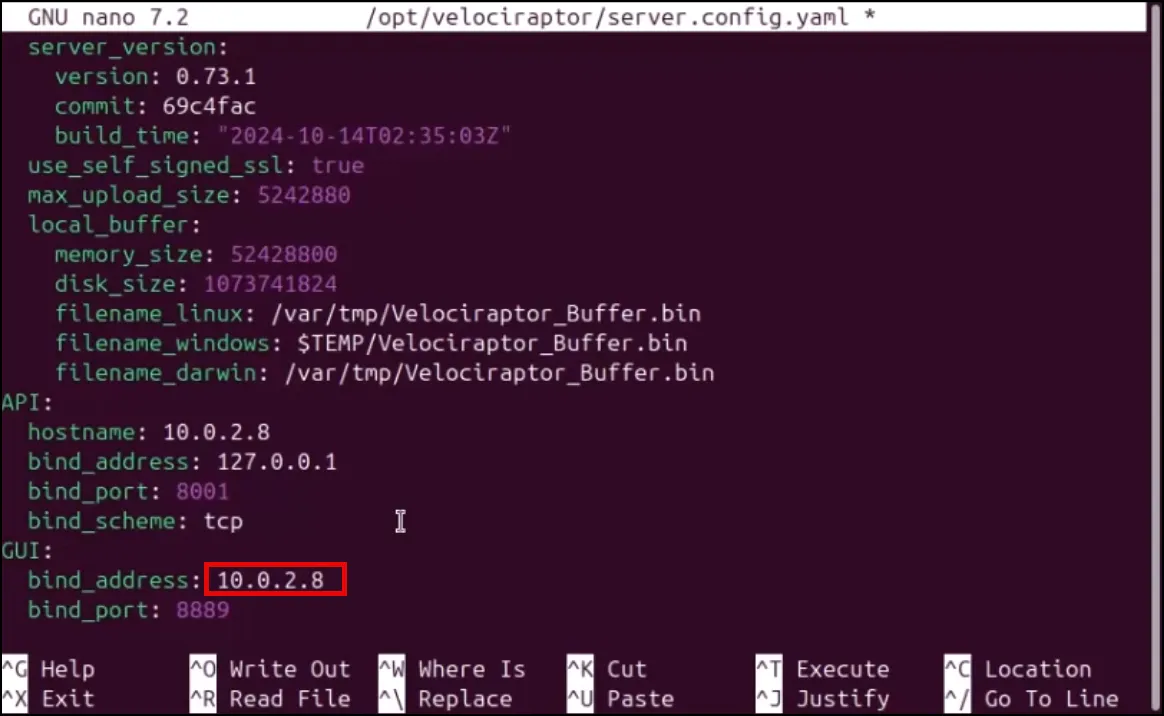 GNU nano 7.2 /opt/velociraptor/server.config.yaml *
server_version:
version: 0.73.1
commit: 69c4fac
build_time: "2024-10-14T02:35:03Z"
use_self_signed_ssl: true
max_upload_size: 5242880
local_buffer:
memory_size: 52428800
disk_size: 1073741824
filename_linux: /var/tmp/Velociraptor_Buffer.bin
filename_windows: $TEMP/Velociraptor_Buffer.bin
filename_darwin: /var/tmp/Velociraptor_Buffer.bin
API:
hostname: 10.0.2.8
bind_address: 127.0.0.1
bind_port: 8001
bind_scheme: tcp
GUI:
bind_address: 10.0.2.8
bind_port: 8889
^G Help ^O Write Out ^W Where Is ^K Cut ^T Execute ^C Location
^X Exit ^R Read File ^\ Replace ^U Paste ^J Justify ^/ Go To Line